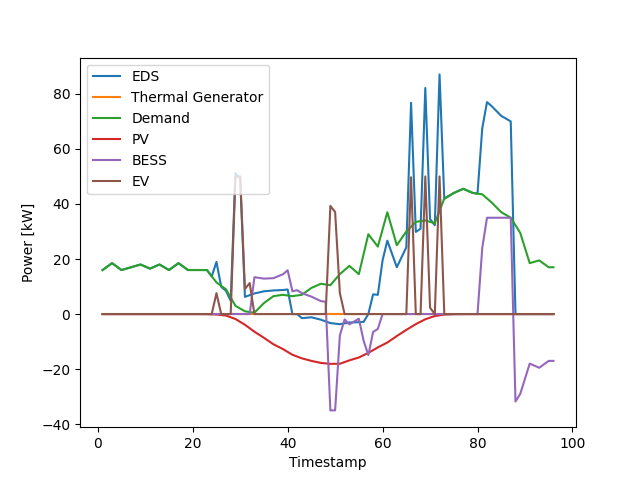 EDS
Thermal Generator
Demand
PV
BESS
EV
Power [kW]
80
60
40
20
0
−20
−40
0 20 40 60 80 100
Timestamp